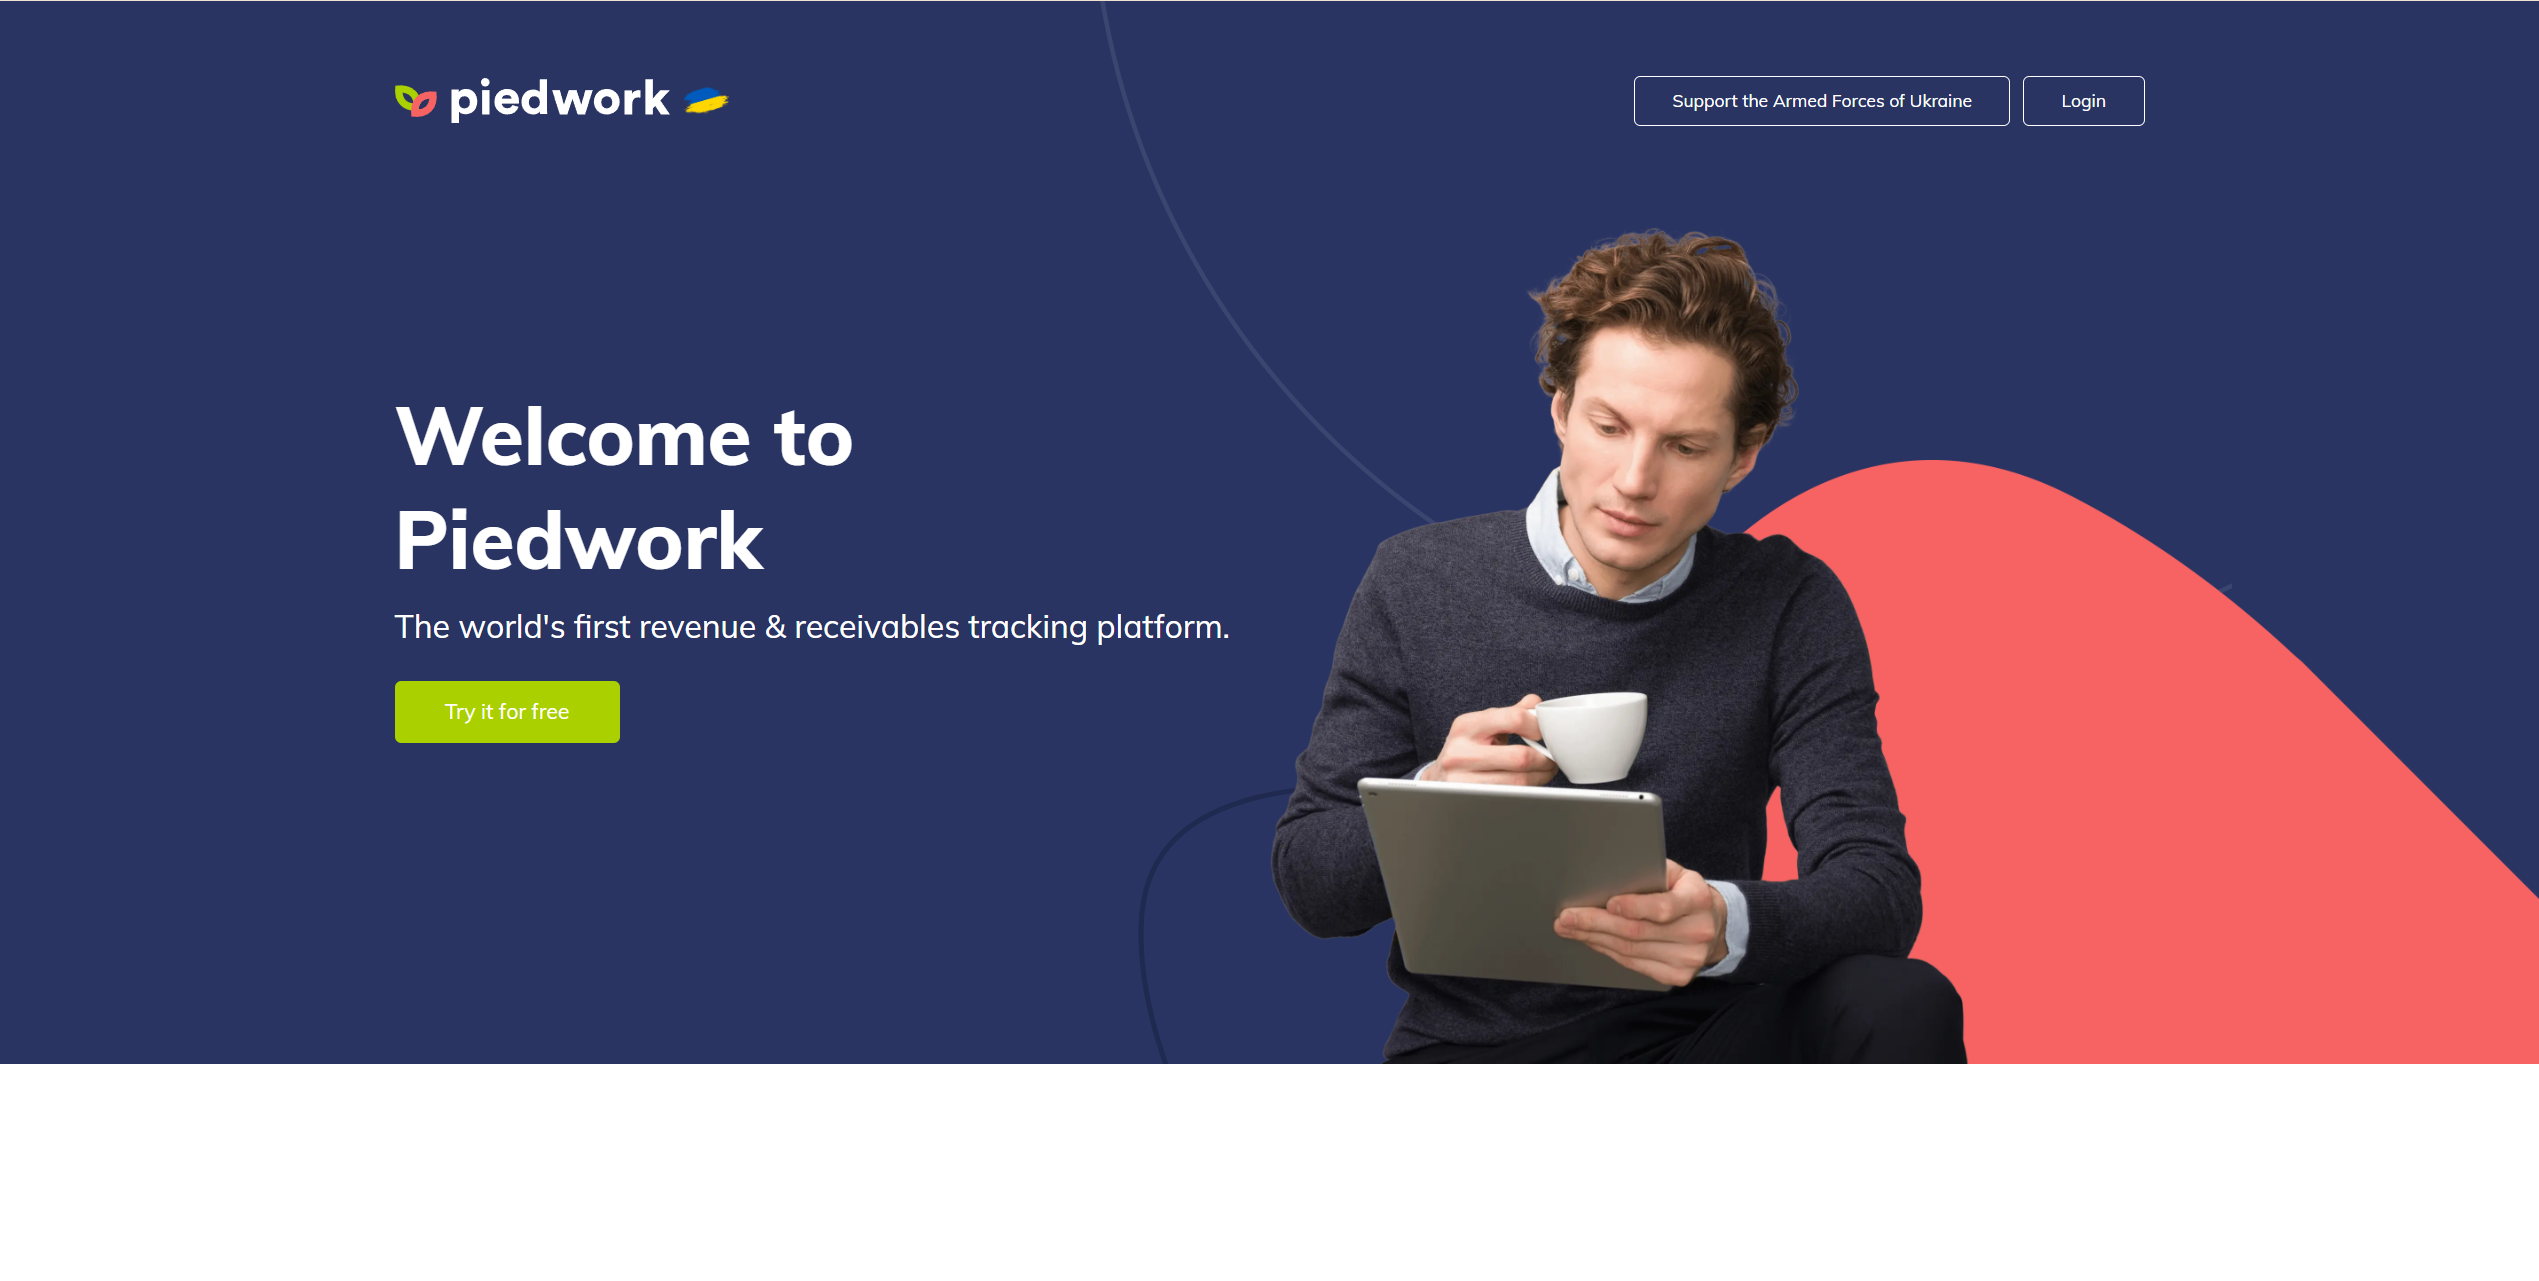 piedwork
Support the Armed Forces of Ukraine
Login
Welcome to
Piedwork
The world's first revenue & receivables tracking platform.
Try it for free